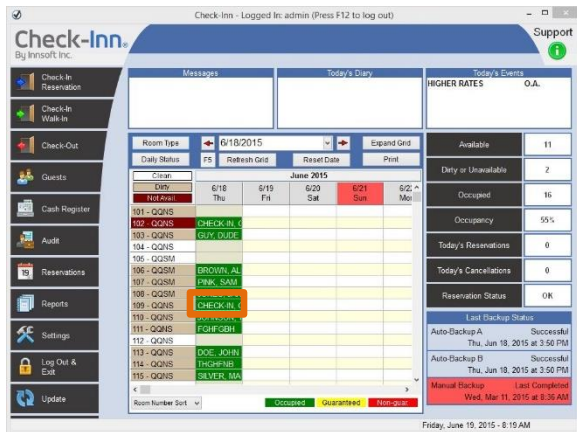 Check-Inn - Logged In: admin (Press F12 to log out)
Check-Inn®
By Innsoft Inc.
Support
Check-In
Reservation
Check-In
Walk-In
Check-Out
Guests
Cash Register
Audit
19
Reservations
Reports
Settings
Log Out &
Exit
Update
Messages
Today's Diary
Today's Events
HIGHER RATES O.A.
Room Type
6/18/2015
Expand Grid
Daily Status
F5
Refresh Grid
Reset Date
Print
Clean
Dirty
Not Avail.
June 2015
6/18 6/19 6/20 6/21
Thu Fri Sat Sun
101 - QQNS
102 - QQNS CHECK-IN,
103 - QQNS GUY, DUDE
104 - QQNS
105 - QQSM
106 - QQSM BROWN, AL
107 - QQSM PINK, SAM
108 - QQSM
109 - QQNS CHECK-IN,
110 - QQNS
111 - QQNS FGHFGBH
112 - QQNS
113 - QQNS DOE, JOHN
114 - QQNS THGHFNB
115 - QQNS SILVER, MA
Room Number Sort
Occupied
Guaranteed
Non-guar.
Available 11
Dirty or Unavailable 2
Occupied 16
Occupancy 55%
Today's Reservations 0
Today's Cancellations 0
Reservation Status OK
Last Backup Status
Auto-Backup A Successful
Thu, Jun 18, 2015 at 3:50 PM
Auto-Backup B Successful
Thu, Jun 18, 2015 at 3:50 PM
Manual Backup Last Completed
Wed, Mar 11, 2015 at 8:36 AM
Friday, June 19, 2015 - 8:19 AM